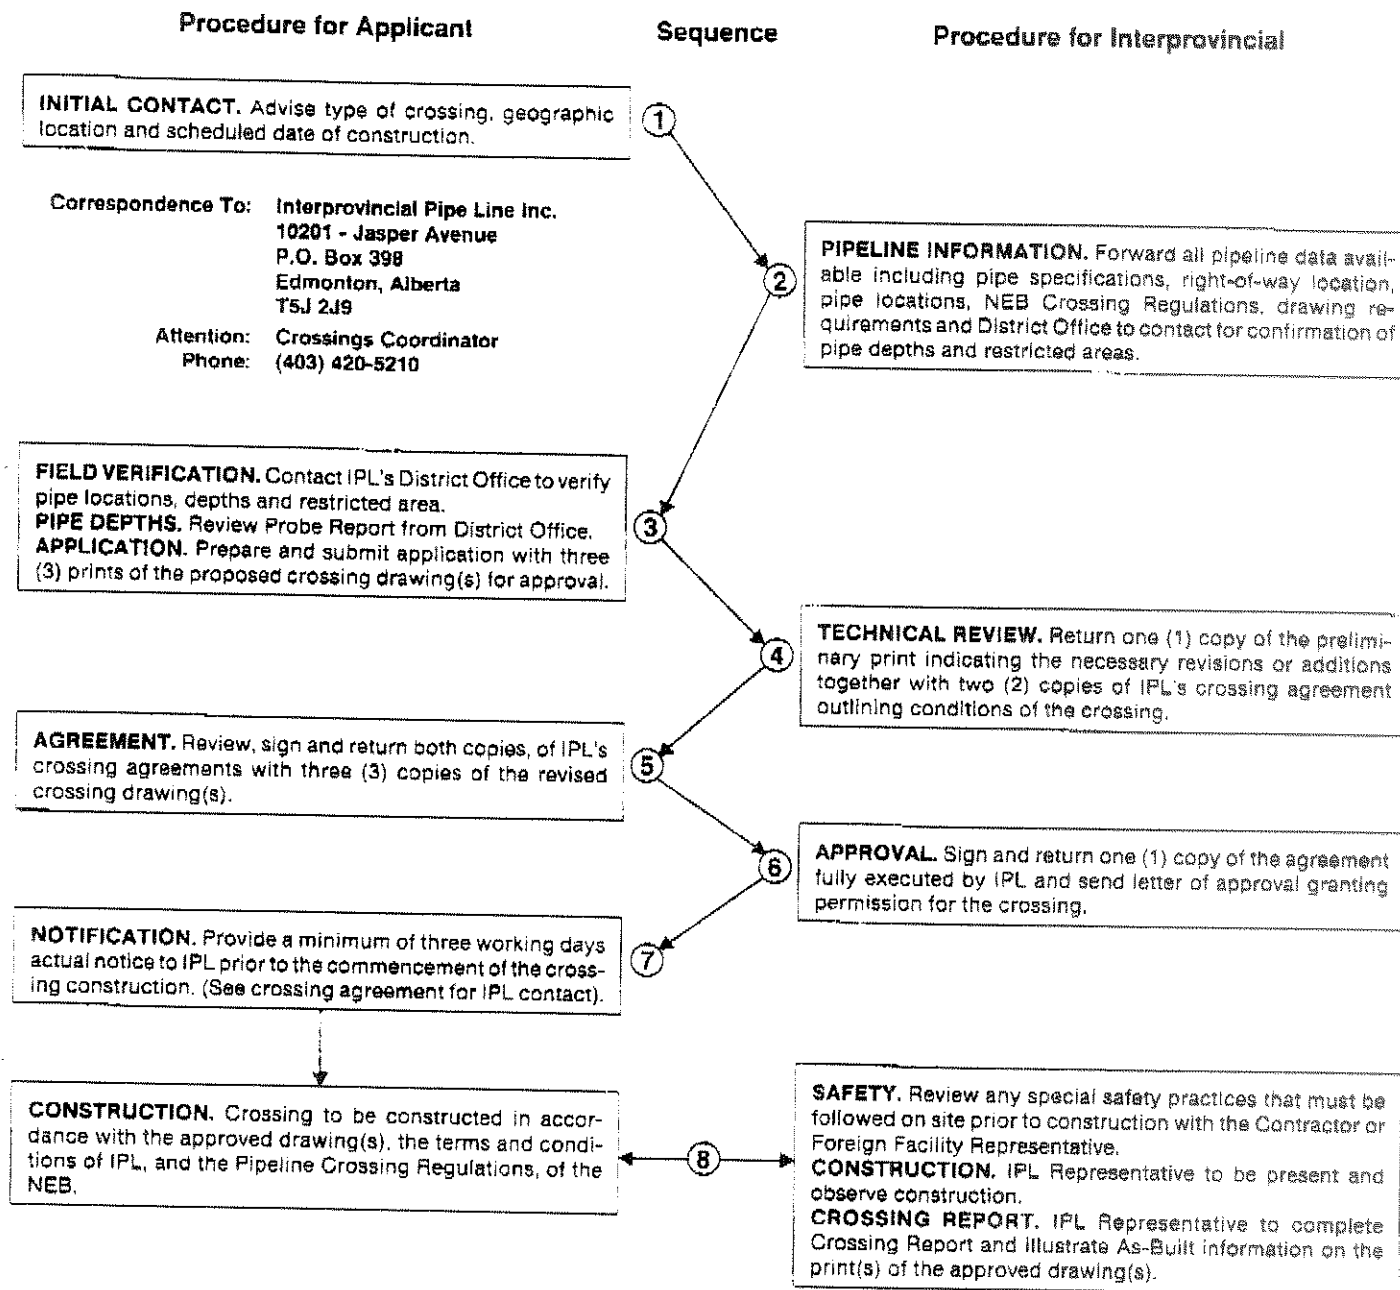 Procedure for Applicant
Sequence
Procedure for Interprovincial
INITIAL CONTACT. Advise type of crossing, geographic
location and scheduled date of construction.
1
Correspondence To: Interprovincial Pipe Line Inc.
10201 - Jasper Avenue
P.O. Box 398
Edmonton, Alberta
T5J 2J9
Attention: Crossings Coordinator
Phone: (403) 420-5210
2
PIPELINE INFORMATION. Forward all pipeline data avail-
able including pipe specifications, right-of-way location,
pipe locations, NEB Crossing Regulations, drawing re-
quirements and District Office to contact for confirmation of
pipe depths and restricted areas.
FIELD VERIFICATION. Contact IPL's District Office to verify
pipe locations, depths and restricted area.
PIPE DEPTHS. Review Probe Report from District Office.
APPLICATION. Prepare and submit application with three
(3) prints of the proposed crossing drawing(s) for approval.
3
4
TECHNICAL REVIEW. Return one (1) copy of the prelimi-
nary print indicating the necessary revisions or additions
together with two (2) copies of IPL's crossing agreement
outlining conditions of the crossing.
AGREEMENT. Review, sign and return both copies, of IPL's
crossing agreements with three (3) copies of the revised
crossing drawing(s).
5
6
APPROVAL. Sign and return one (1) copy of the agreement
fully executed by IPL and send letter of approval granting
permission for the crossing.
NOTIFICATION. Provide a minimum of three working days
actual notice to IPL prior to the commencement of the cross-
ing construction. (See crossing agreement for IPL contact).
7
CONSTRUCTION. Crossing to be constructed in accor-
dance with the approved drawing(s), the terms and condi-
tions of IPL, and the Pipeline Crossing Regulations, of the
NEB.
8
SAFETY. Review any special safety practices that must be
followed on site prior to construction with the Contractor or
Foreign Facility Representative.
CONSTRUCTION. IPL Representative to be present and
observe construction.
CROSSING REPORT. IPL Representative to complete
Crossing Report and illustrate As-Built information on the
print(s) of the approved drawing(s).